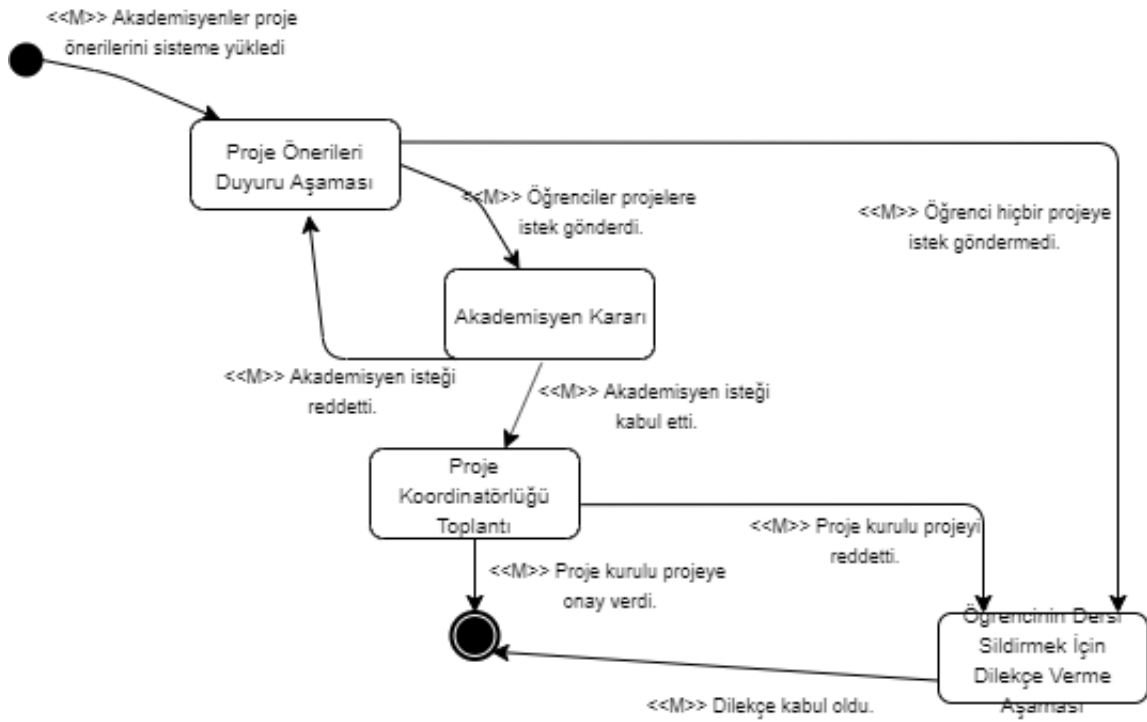 <<M>> Akademisyenler proje
önerilerini sisteme yükledi
Proje Önerileri
Duyuru Aşaması
<<M>> Öğrenciler projelere
istek gönderdi.
<<M>> Öğrenci hiçbir projeye
istek göndermedi.
Akademisyen Kararı
<<M>> Akademisyen isteği
reddetti.
<<M>> Akademisyen isteği
kabul etti.
Proje
Koordinatörlüğü
Toplantı
<<M>> Proje kurulu projeyi
reddetti.
<<M>> Proje kurulu projeye
onay verdi.
Öğrencinin Dersi
Sildirmek İçin
Dilekçe Verme
Aşaması
<<M>> Dilekçe kabul oldu.